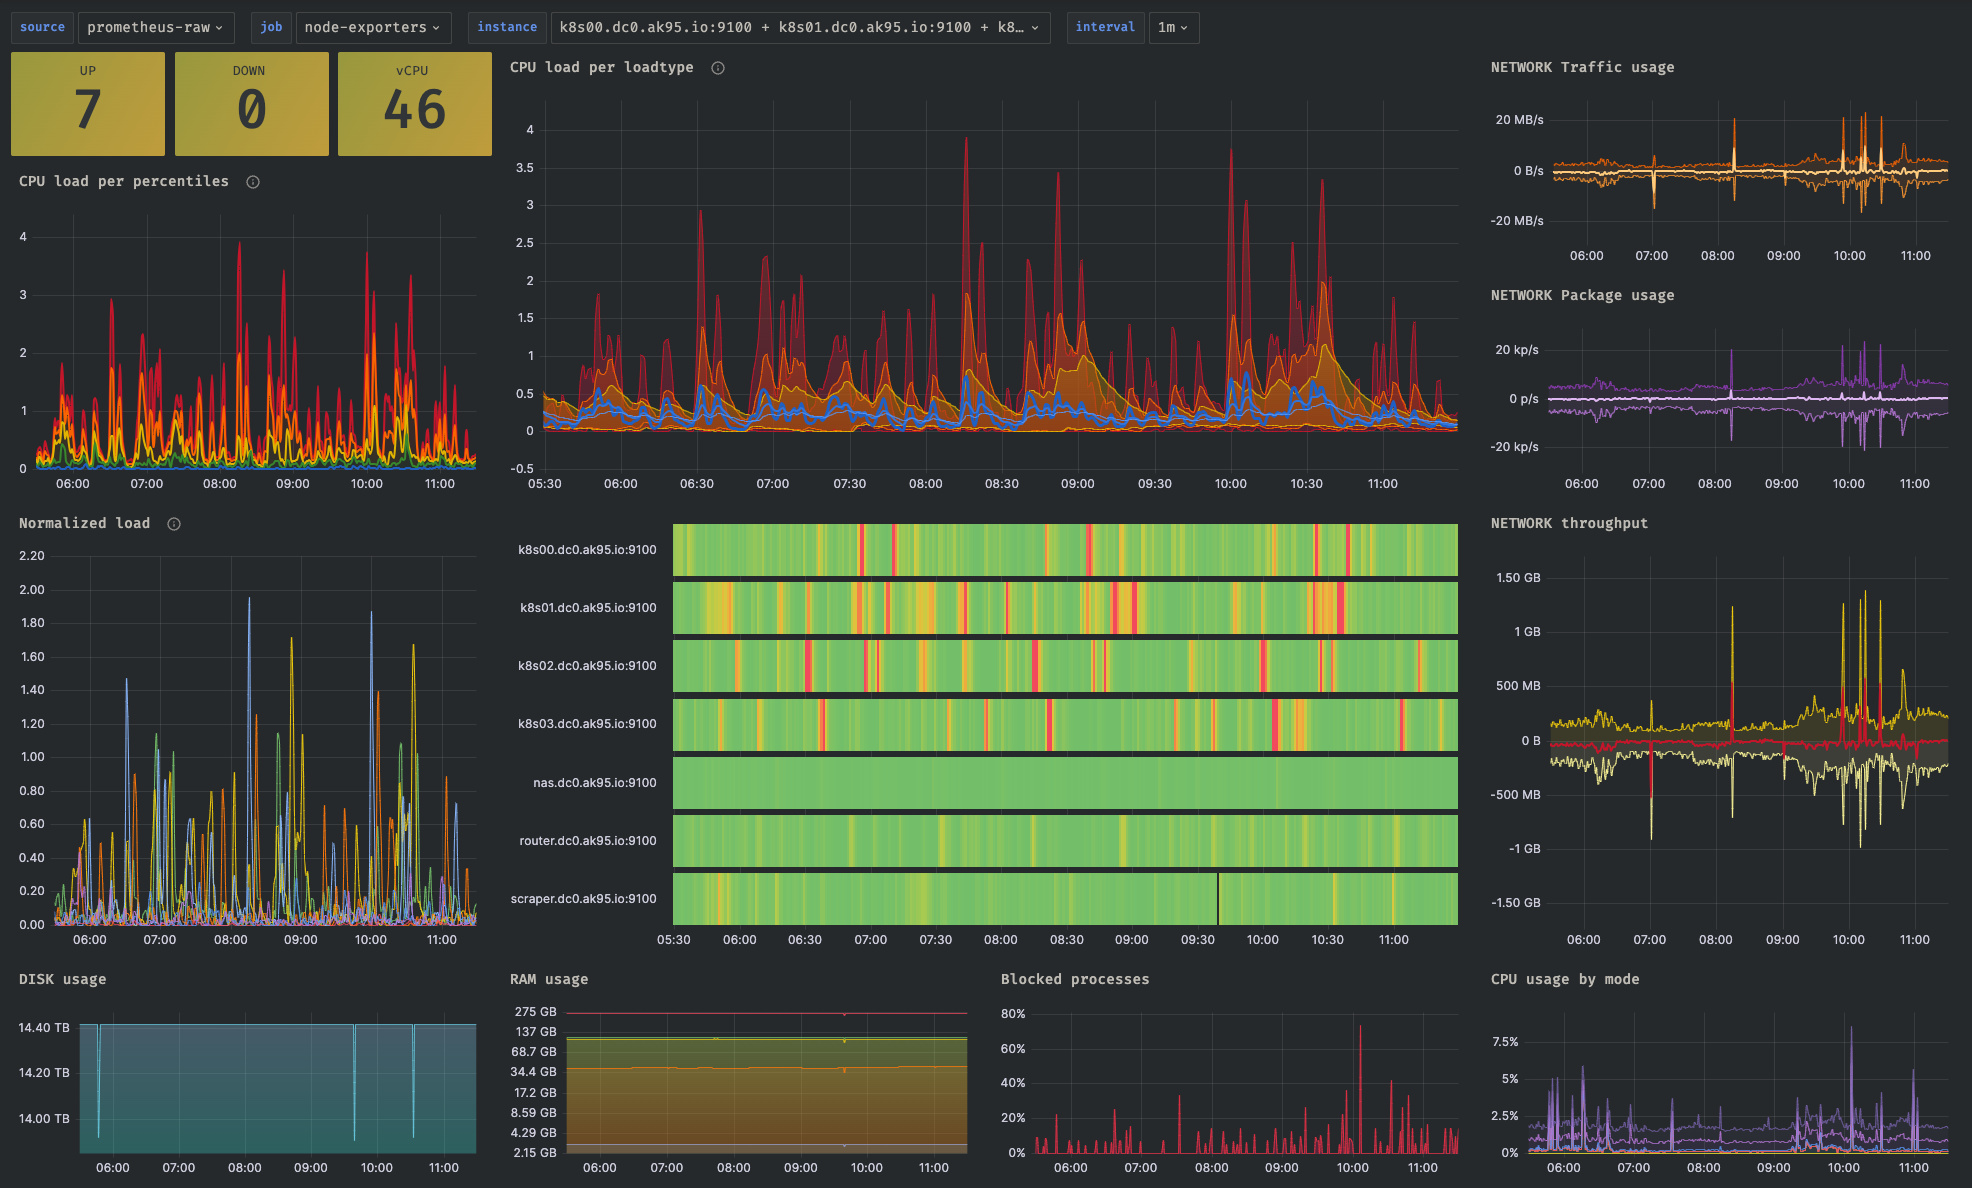 source prometheus-raw job node-exporters instance k8s00.dc0.ak95.io:9100 + k8s01.dc0.ak95.io:9100 + k8… interval 1m
UP
7
DOWN
0
vCPU
46
CPU load per percentiles
4
3
2
1
0
06:00 07:00 08:00 09:00 10:00 11:00
CPU load per loadtype
4
3.5
3
2.5
2
1.5
1
0.5
0
-0.5
05:30 06:00 06:30 07:00 07:30 08:00 08:30 09:00 09:30 10:00 10:30 11:00
NETWORK Traffic usage
20 MB/s
0 B/s
-20 MB/s
06:00 07:00 08:00 09:00 10:00 11:00
NETWORK Package usage
20 kp/s
0 p/s
-20 kp/s
06:00 07:00 08:00 09:00 10:00 11:00
Normalized load
2.20
2.00
1.80
1.60
1.40
1.20
1.00
0.80
0.60
0.40
0.20
0.00
06:00 07:00 08:00 09:00 10:00 11:00
k8s00.dc0.ak95.io:9100
k8s01.dc0.ak95.io:9100
k8s02.dc0.ak95.io:9100
k8s03.dc0.ak95.io:9100
nas.dc0.ak95.io:9100
router.dc0.ak95.io:9100
scraper.dc0.ak95.io:9100
05:30 06:00 06:30 07:00 07:30 08:00 08:30 09:00 09:30 10:00 10:30 11:00
NETWORK throughput
1.50 GB
1 GB
500 MB
0 B
-500 MB
-1 GB
-1.50 GB
06:00 07:00 08:00 09:00 10:00 11:00
DISK usage
14.40 TB
14.20 TB
14.00 TB
06:00 07:00 08:00 09:00 10:00 11:00
RAM usage
275 GB
137 GB
68.7 GB
34.4 GB
17.2 GB
8.59 GB
4.29 GB
2.15 GB
06:00 07:00 08:00 09:00 10:00 11:00
Blocked processes
80%
60%
40%
20%
0%
06:00 07:00 08:00 09:00 10:00 11:00
CPU usage by mode
7.5%
5%
2.5%
0%
06:00 07:00 08:00 09:00 10:00 11:00